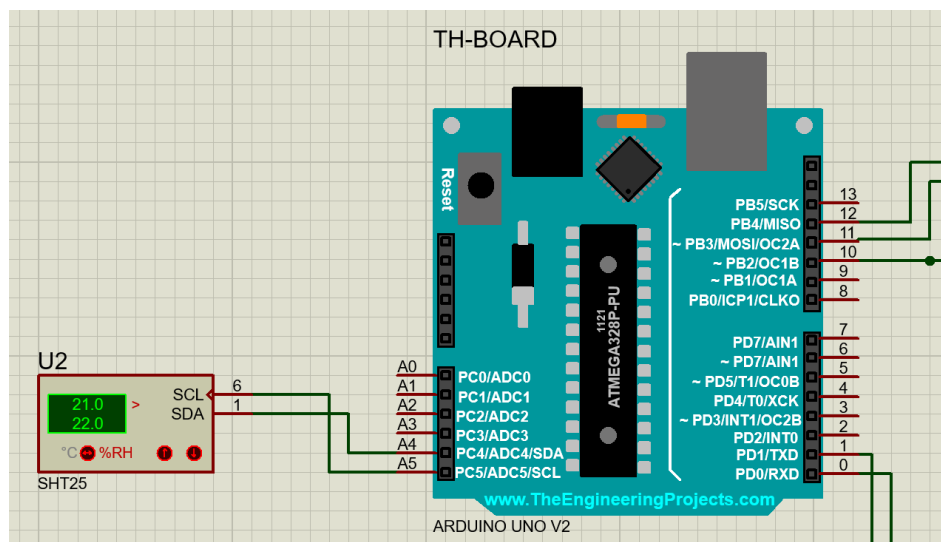 TH-BOARD
Reset
1121
ATMEGA328P-PU
PB5/SCK 13
PB4/MISO 12
~ PB3/MOSI/OC2A 11
~ PB2/OC1B 10
~ PB1/OC1A 9
PB0/ICP1/CLKO 8
PD7/AIN1 7
~ PD7/AIN1 6
~ PD5/T1/OC0B 5
PD4/T0/XCK 4
~ PD3/INT1/OC2B 3
PD2/INT0 2
PD1/TXD 1
PD0/RXD 0
A0 PC0/ADC0
A1 PC1/ADC1
A2 PC2/ADC2
A3 PC3/ADC3
A4 PC4/ADC4/SDA
A5 PC5/ADC5/SCL
U2
SCL 6
SDA 1
21.0 >
22.0
°C %RH
SHT25
www.TheEngineeringProjects.com
ARDUINO UNO V2